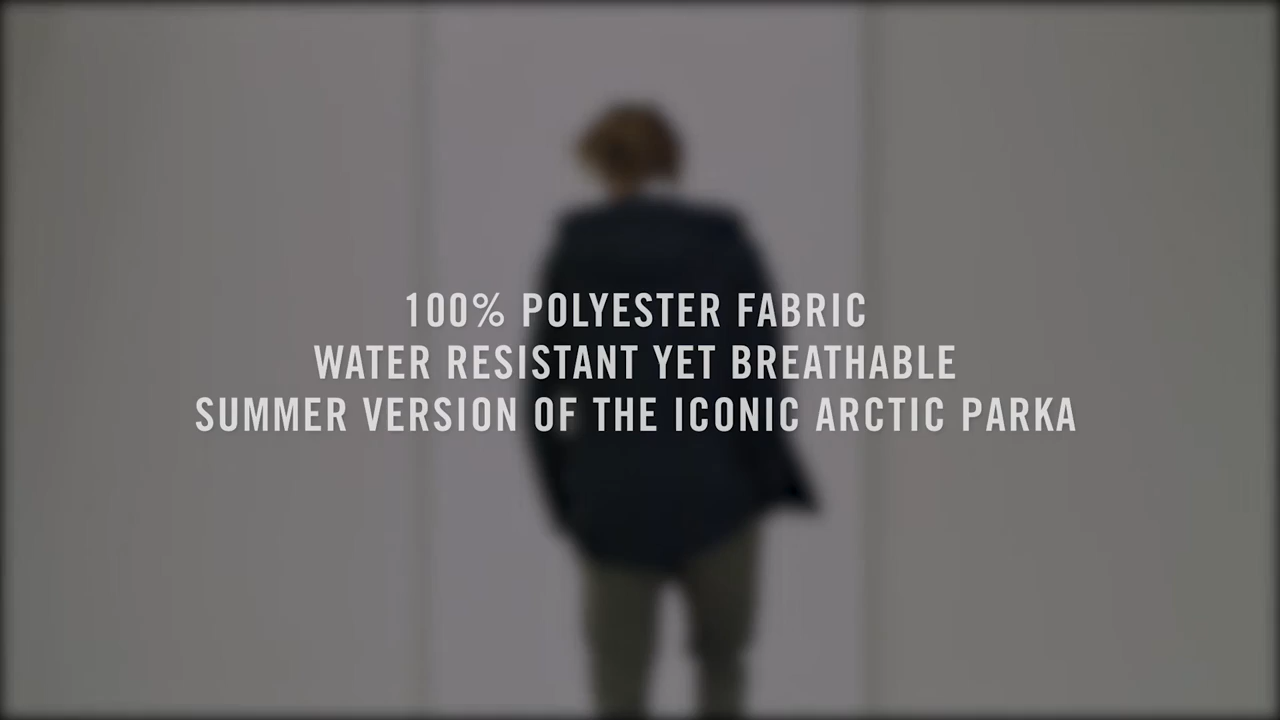 100% POLYESTER FABRIC
WATER RESISTANT YET BREATHABLE
SUMMER VERSION OF THE ICONIC ARCTIC PARKA